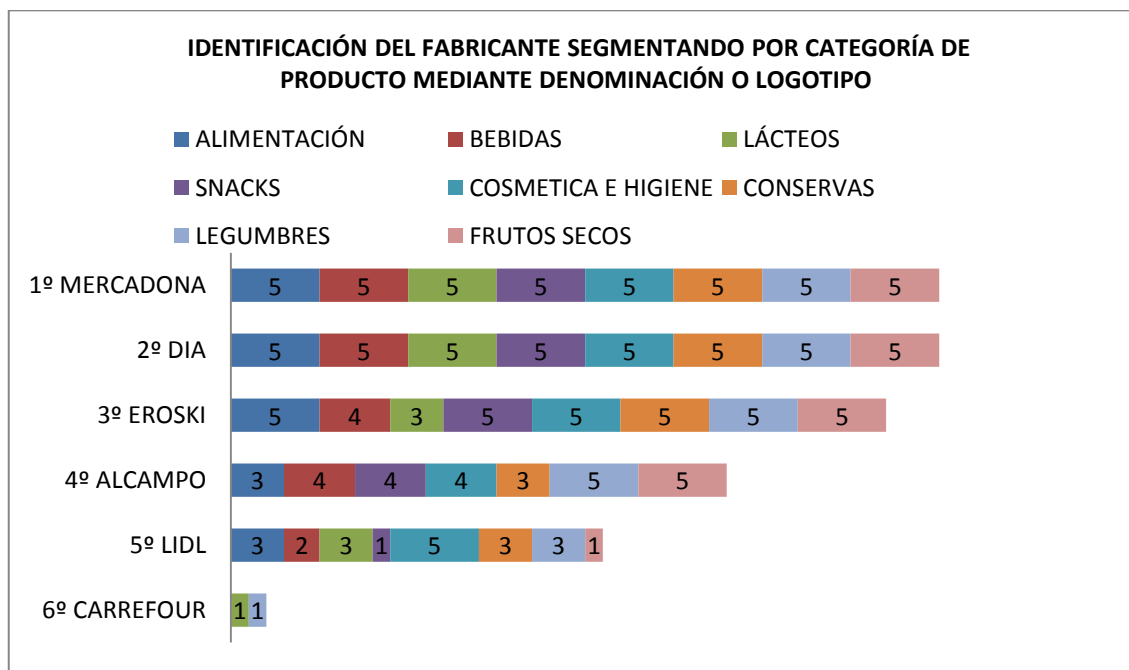 IDENTIFICACIÓN DEL FABRICANTE SEGMENTANDO POR CATEGORÍA DE
PRODUCTO MEDIANTE DENOMINACIÓN O LOGOTIPO
ALIMENTACIÓN BEBIDAS LÁCTEOS
SNACKS COSMETICA E HIGIENE CONSERVAS
LEGUMBRES FRUTOS SECOS
1º MERCADONA 5 5 5 5 5 5 5 5
2º DIA 5 5 5 5 5 5 5 5
3º EROSKI 5 4 3 5 5 5 5 5
4º ALCAMPO 3 4 4 4 3 5 5
5º LIDL 3 2 3 1 5 3 3 1
6º CARREFOUR 1 1